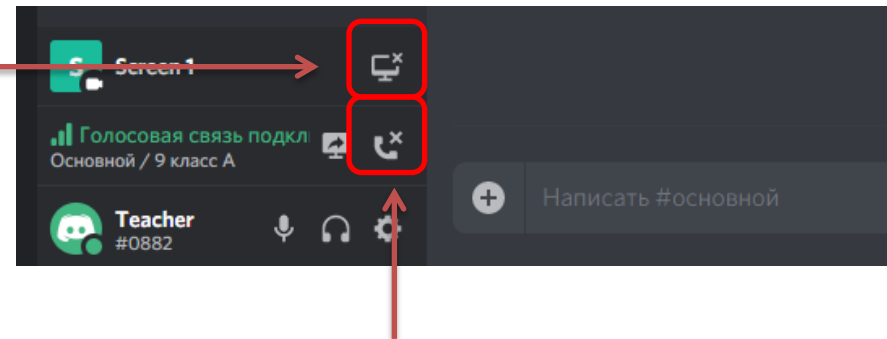 S Screen 1
Голосовая связь подкл
Основной / 9 класс А
Teacher
#0882
Написать #основной